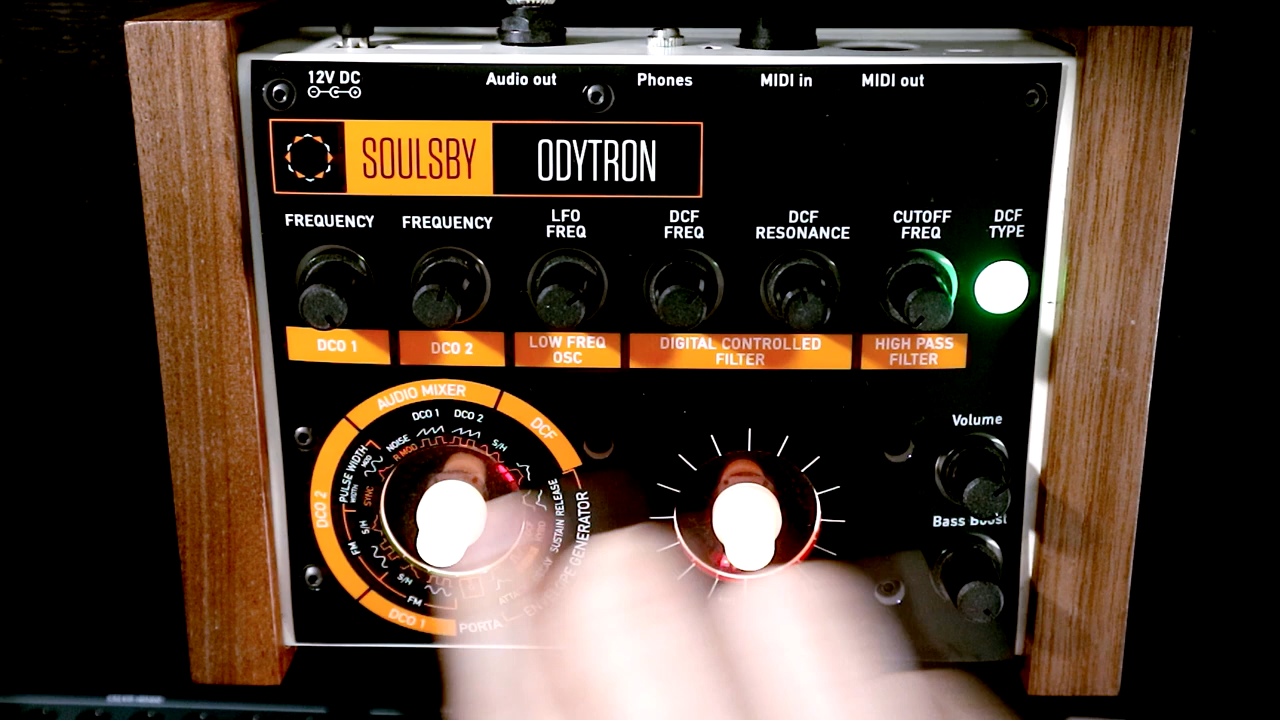 12V DC
Audio out
Phones
MIDI in
MIDI out
SOULSBY
ODYTRON
FREQUENCY
FREQUENCY
LFO
FREQ
DCF
FREQ
DCF
RESONANCE
CUTOFF
FREQ
DCF
TYPE
DCO 1
DCO 2
LOW FREQ
OSC
DIGITAL CONTROLLED
FILTER
HIGH PASS
FILTER
AUDIO MIXER
DCF
DCO 1
DCO 2
S/H
NOISE
R MOD
PULSE WIDTH
MOD
WIDTH
SYNC
DCO 2
S/H
FM
S/H
FM
DCO 1
PORTA
SUSTAIN
RELEASE
ENVELOPE GENERATOR
Volume
Bass Boost